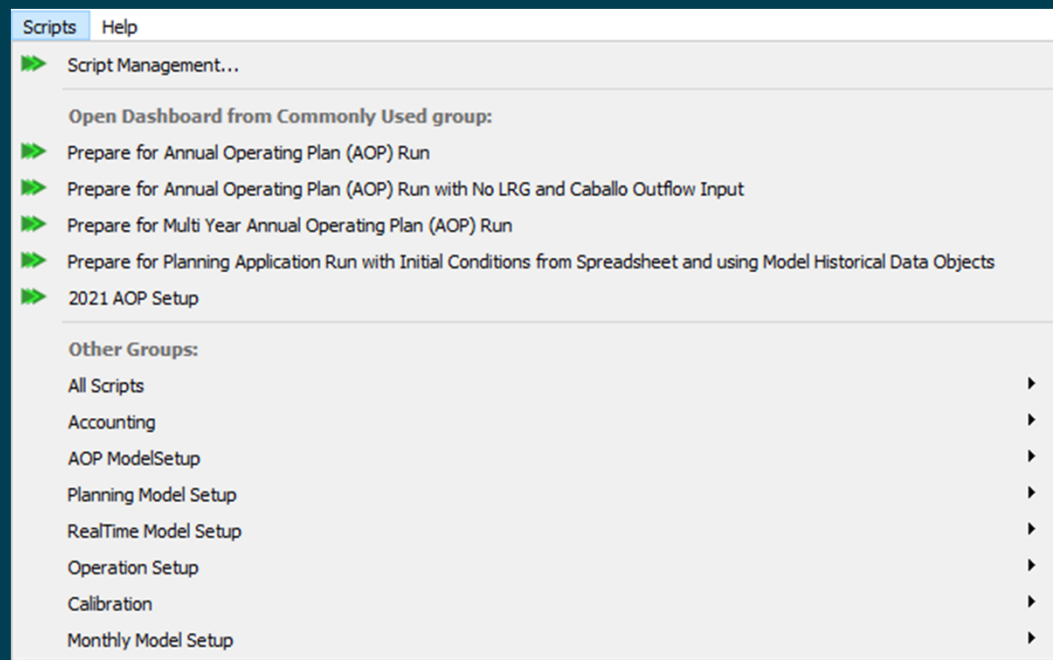 Scripts Help
Script Management...
Open Dashboard from Commonly Used group:
Prepare for Annual Operating Plan (AOP) Run
Prepare for Annual Operating Plan (AOP) Run with No LRG and Caballo Outflow Input
Prepare for Multi Year Annual Operating Plan (AOP) Run
Prepare for Planning Application Run with Initial Conditions from Spreadsheet and using Model Historical Data Objects
2021 AOP Setup
Other Groups:
All Scripts
Accounting
AOP ModelSetup
Planning Model Setup
RealTime Model Setup
Operation Setup
Calibration
Monthly Model Setup